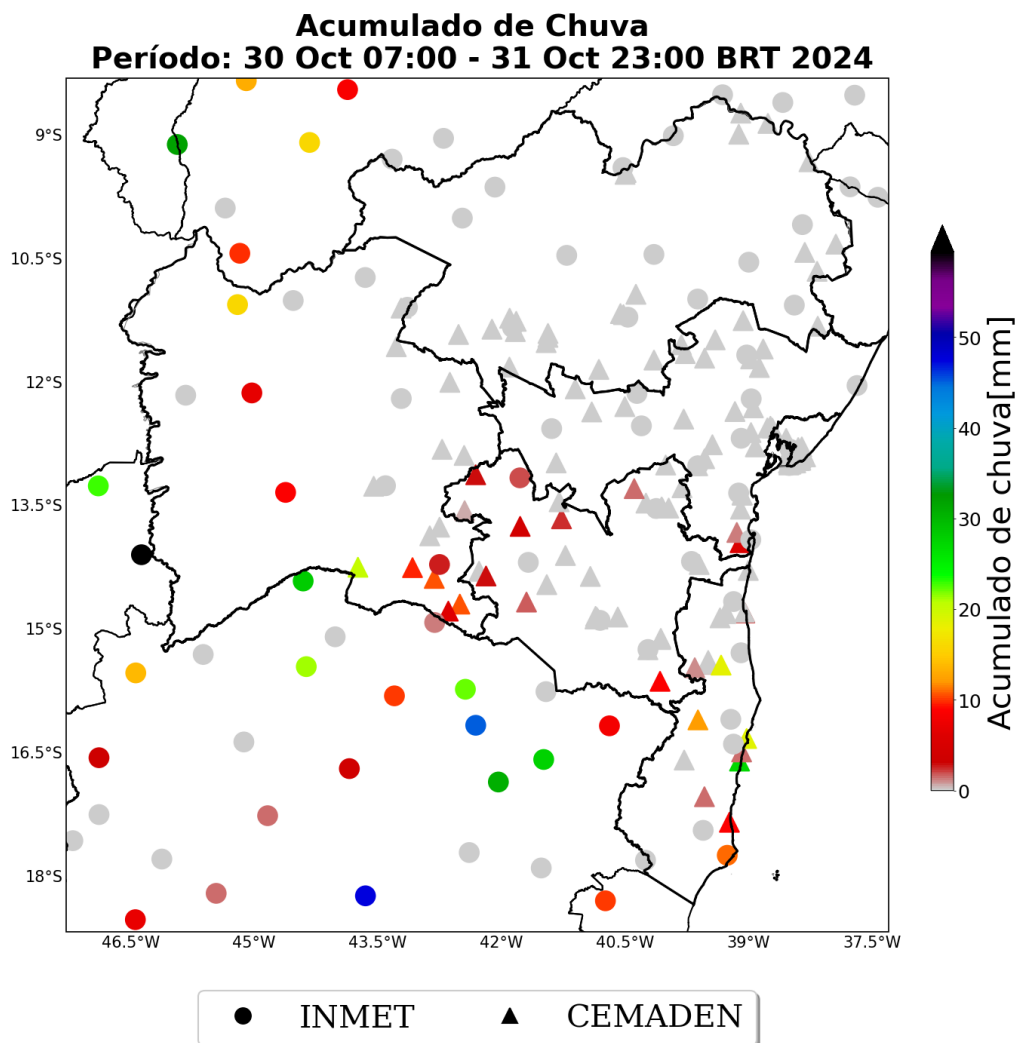 Acumulado de Chuva
Período: 30 Oct 07:00 - 31 Oct 23:00 BRT 2024
9°S
10.5°S
12°S
13.5°S
15°S
16.5°S
18°S
46.5°W 45°W 43.5°W 42°W 40.5°W 39°W 37.5°W
50
40
30
20
10
0
Acumulado de chuva[mm]
INMET CEMADEN